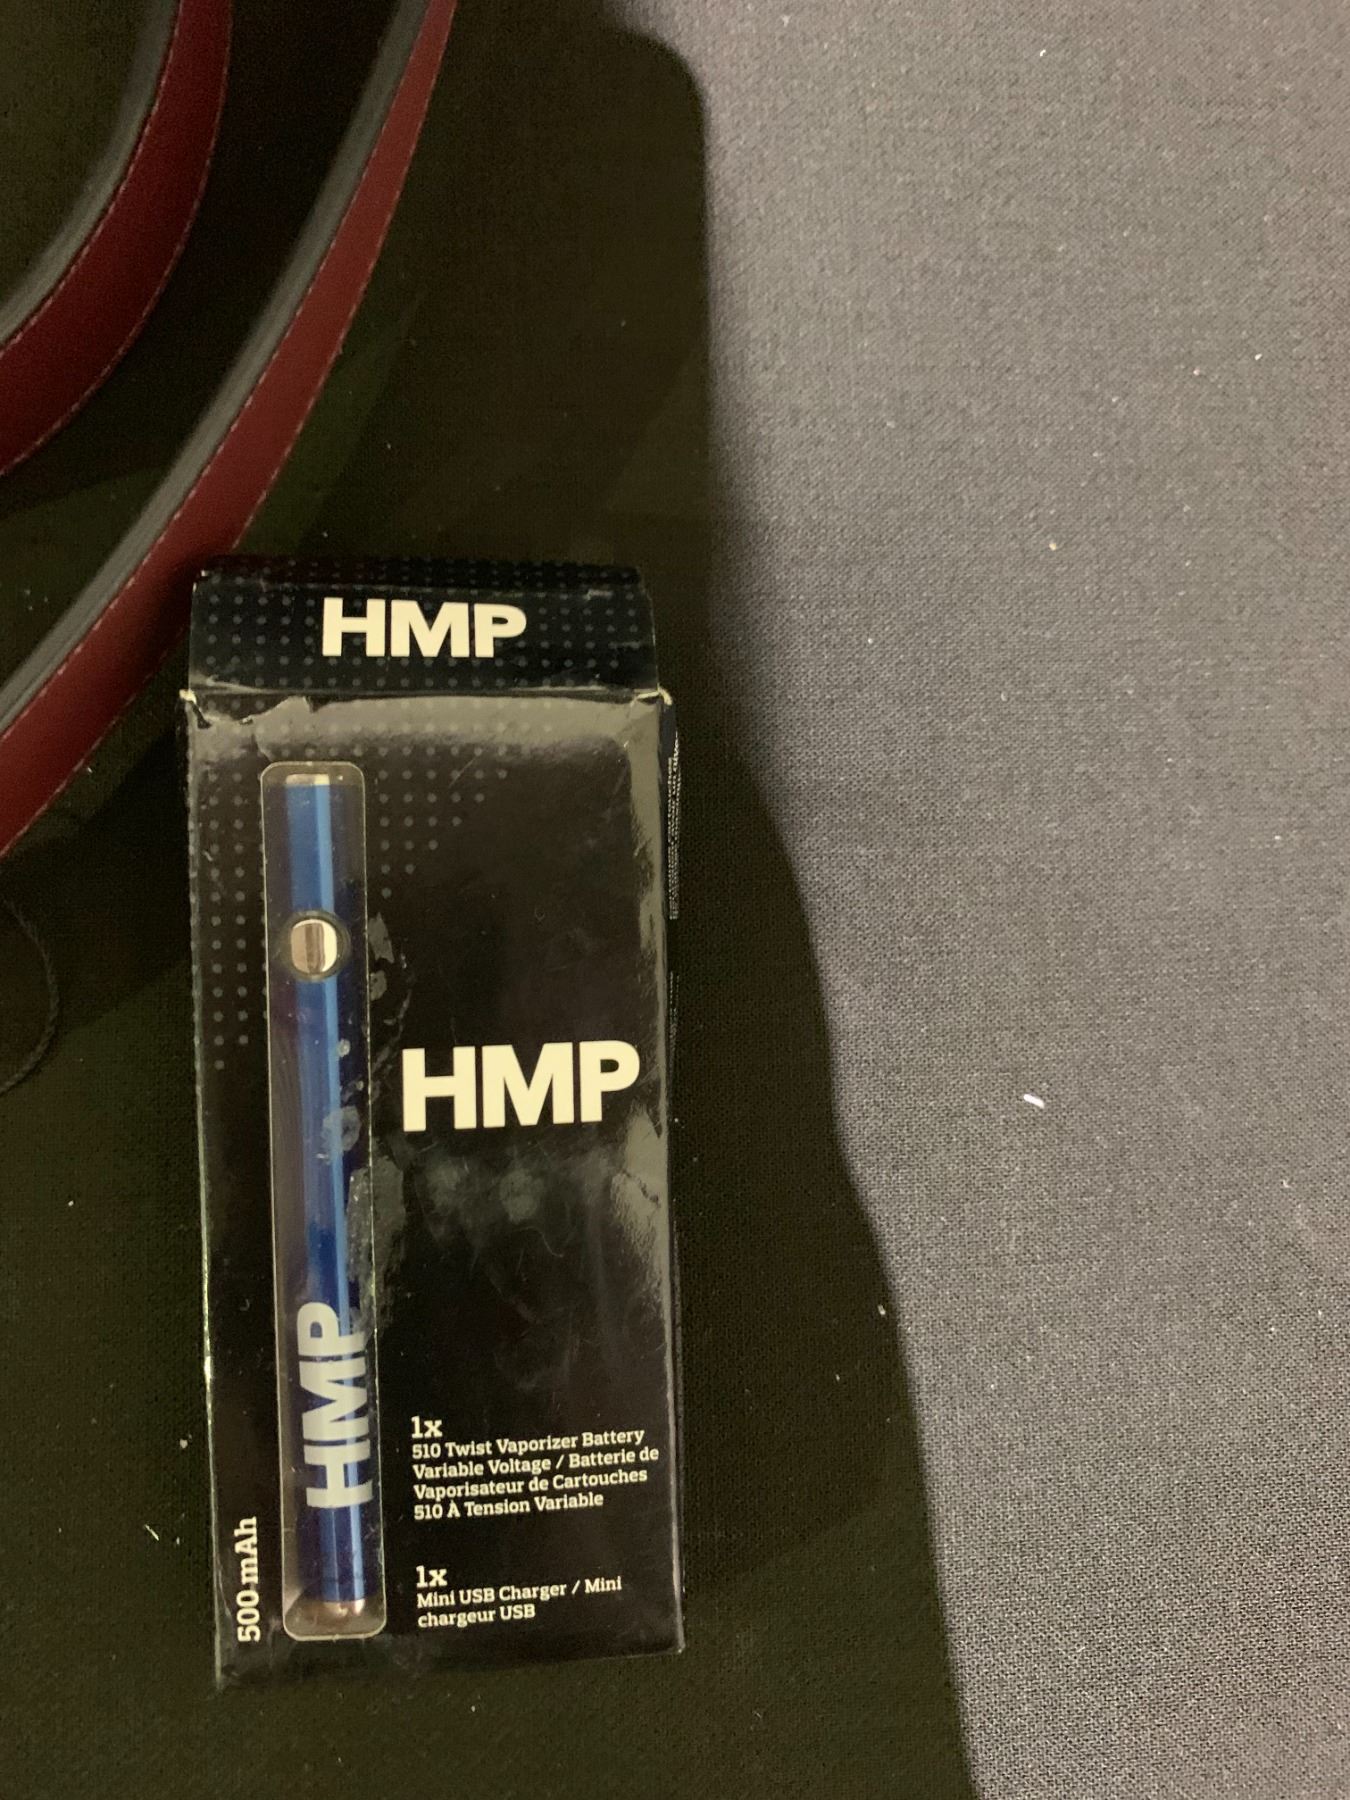 HMP
HMP
HMP
500 mAh
1x
510 Twist Vaporizer Battery
Variable Voltage / Batterie de
Vaporisateur de Cartouches
510 À Tension Variable
1x
Mini USB Charger / Mini
chargeur USB